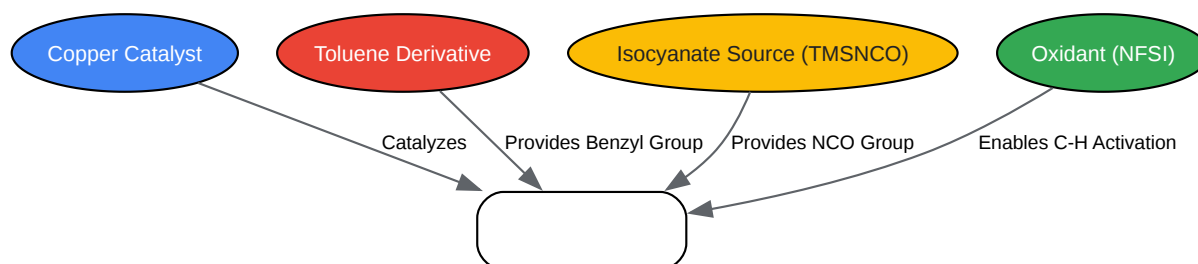 Copper Catalyst
Toluene Derivative
Isocyanate Source (TMSNCO)
Oxidant (NFSI)
Catalyzes
Provides Benzyl Group
Provides NCO Group
Enables C-H Activation